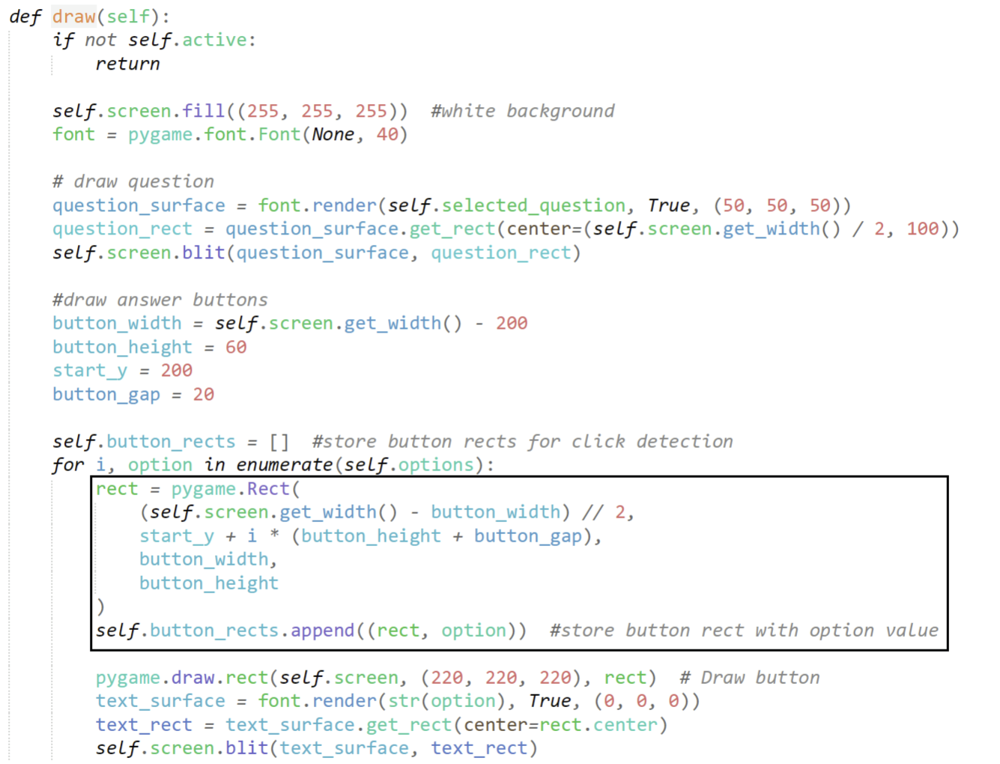 def draw(self):
    if not self.active:
        return

    self.screen.fill((255, 255, 255))  #white background
    font = pygame.font.Font(None, 40)

    # draw question
    question_surface = font.render(self.selected_question, True, (50, 50, 50))
    question_rect = question_surface.get_rect(center=(self.screen.get_width() / 2, 100))
    self.screen.blit(question_surface, question_rect)

    #draw answer buttons
    button_width = self.screen.get_width() - 200
    button_height = 60
    start_y = 200
    button_gap = 20

    self.button_rects = []  #store button rects for click detection
    for i, option in enumerate(self.options):
        rect = pygame.Rect(
            (self.screen.get_width() - button_width) // 2,
            start_y + i * (button_height + button_gap),
            button_width,
            button_height
        )
        self.button_rects.append((rect, option))  #store button rect with option value

        pygame.draw.rect(self.screen, (220, 220, 220), rect)  # Draw button
        text_surface = font.render(str(option), True, (0, 0, 0))
        text_rect = text_surface.get_rect(center=rect.center)
        self.screen.blit(text_surface, text_rect)